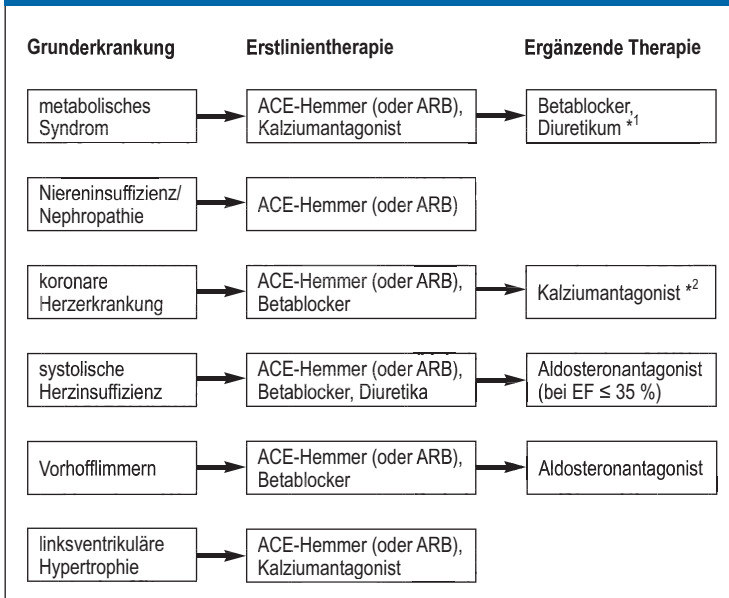 Grunderkrankung Erstlinientherapie Ergänzende Therapie
metabolisches
Syndrom
ACE-Hemmer (oder ARB),
Kalziumantagonist
Betablocker,
Diuretikum *1
Niereninsuffizienz/
Nephropathie
ACE-Hemmer (oder ARB)
koronare
Herzerkrankung
ACE-Hemmer (oder ARB),
Betablocker
Kalziumantagonist *2
systolische
Herzinsuffizienz
ACE-Hemmer (oder ARB),
Betablocker, Diuretika
Aldosteronantagonist
(bei EF ≤ 35 %)
Vorhofflimmern
ACE-Hemmer (oder ARB),
Betablocker
Aldosteronantagonist
linksventrikuläre
Hypertrophie
ACE-Hemmer (oder ARB),
Kalziumantagonist